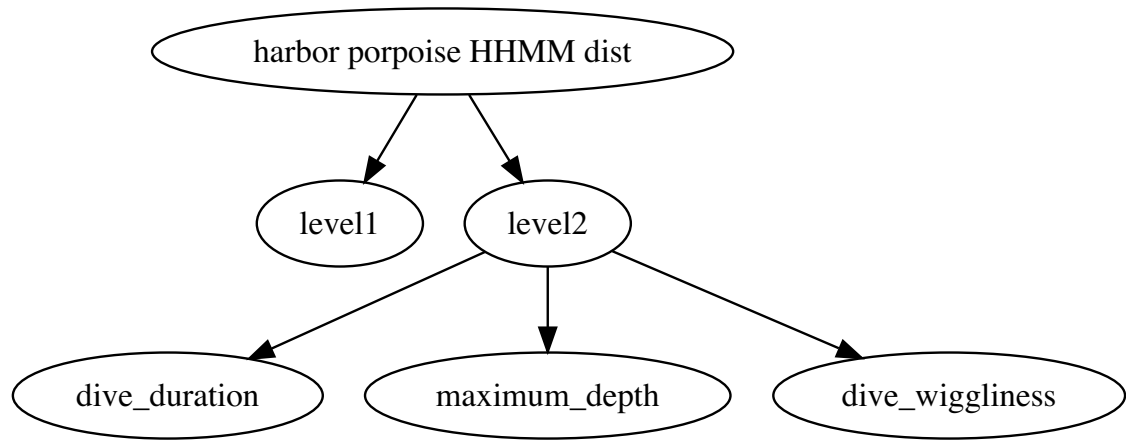 harbor porpoise HHMM dist
level1
level2
dive_duration
maximum_depth
dive_wiggliness